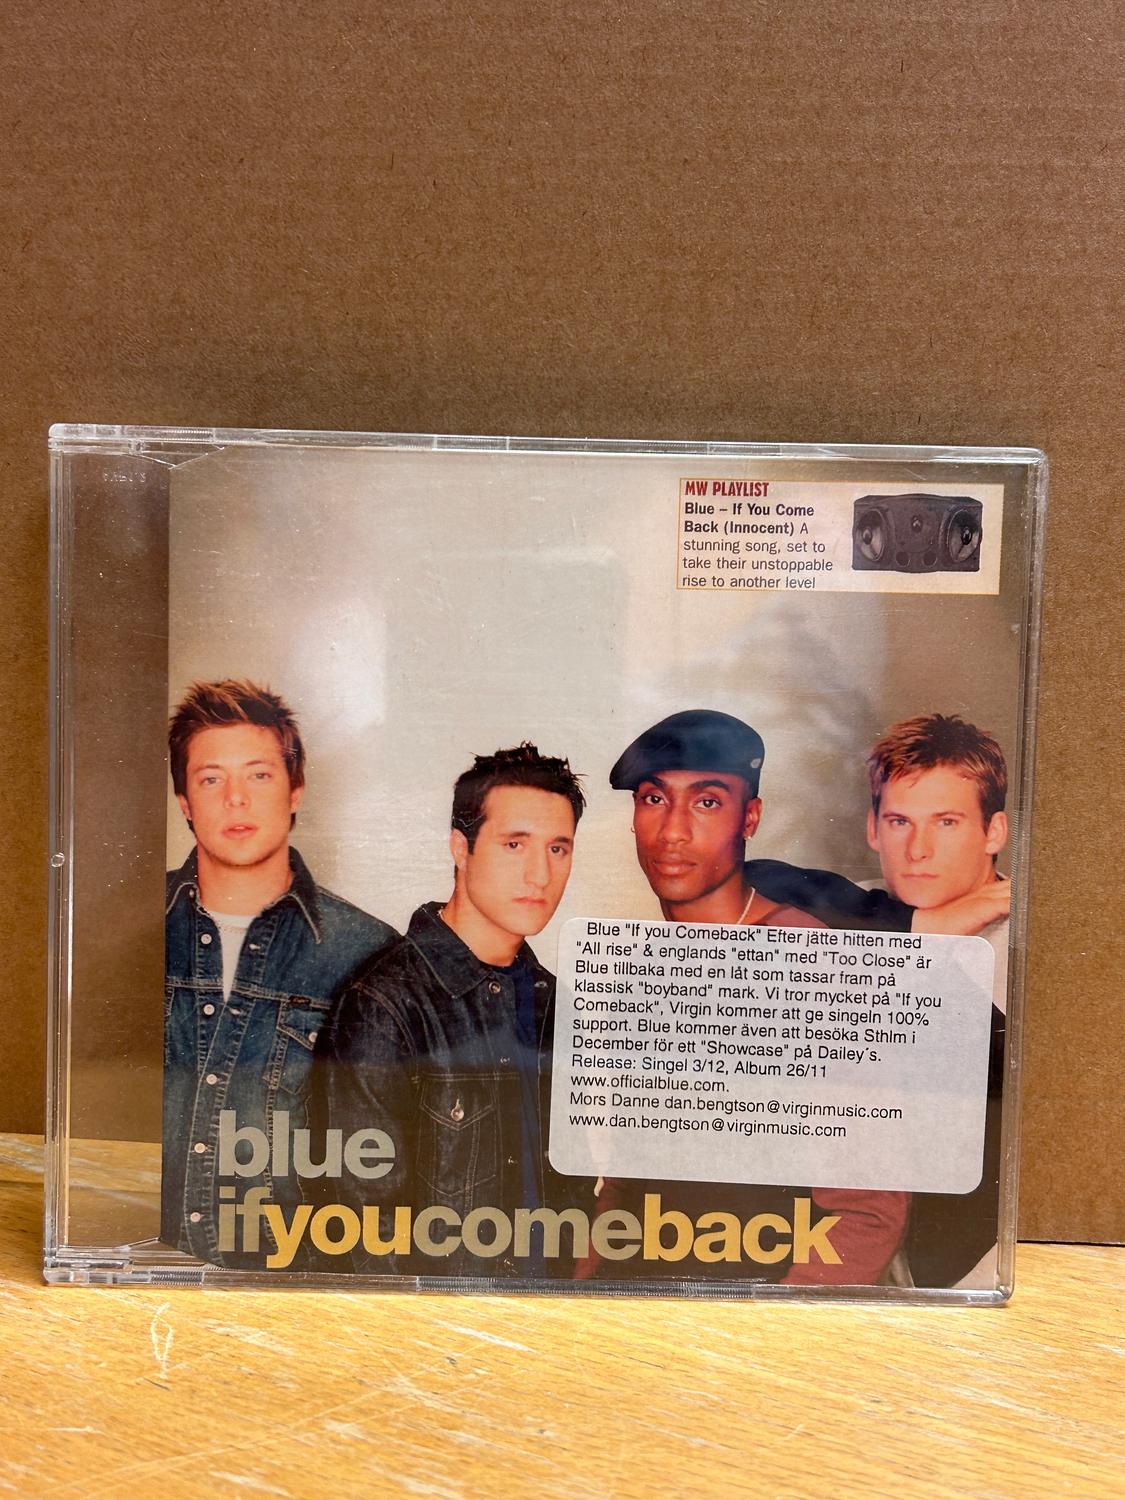 MW PLAYLIST
Blue – If You Come
Back (Innocent) A
stunning song, set to
take their unstoppable
rise to another level
Blue "If you Comeback" Efter jätte hitten med
"All rise" & englands "ettan" med "Too Close" är
Blue tillbaka med en låt som tassar fram på
klassisk "boyband" mark. Vi tror mycket på "If you
Comeback", Virgin kommer att ge singeln 100%
support. Blue kommer även att besöka Sthlm i
December för ett "Showcase" på Dailey´s.
Release: Singel 3/12, Album 26/11
www.officialblue.com.
Mors Danne dan.bengtson@virginmusic.com
www.dan.bengtson@virginmusic.com
blue
ifyoucomeback